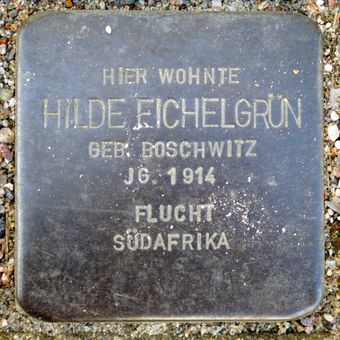 HIER WOHNTE
HILDE EICHELGRÜN
GEB. BOSCHWITZ
JG. 1914
FLUCHT
SÜDAFRIKA